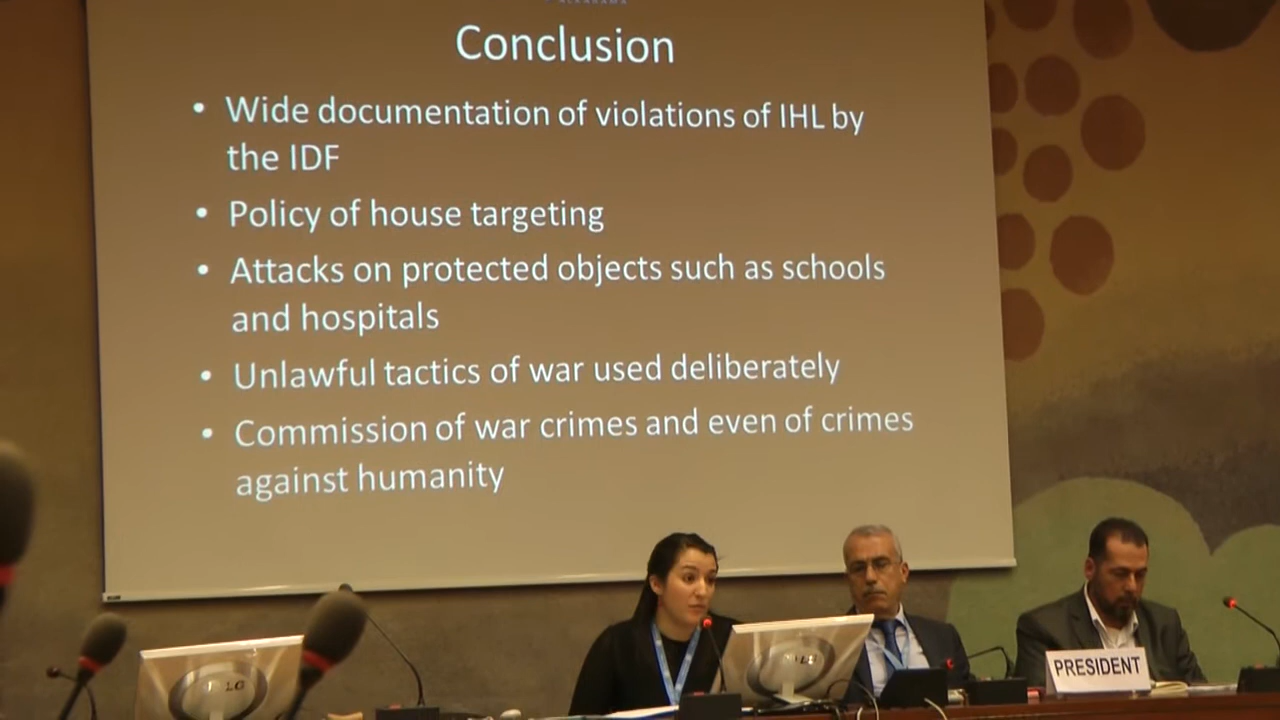 Conclusion
• Wide documentation of violations of IHL by
the IDF
• Policy of house targeting
• Attacks on protected objects such as schools
and hospitals
• Unlawful tactics of war used deliberately
• Commission of war crimes and even of crimes
against humanity
PRESIDENT
LG